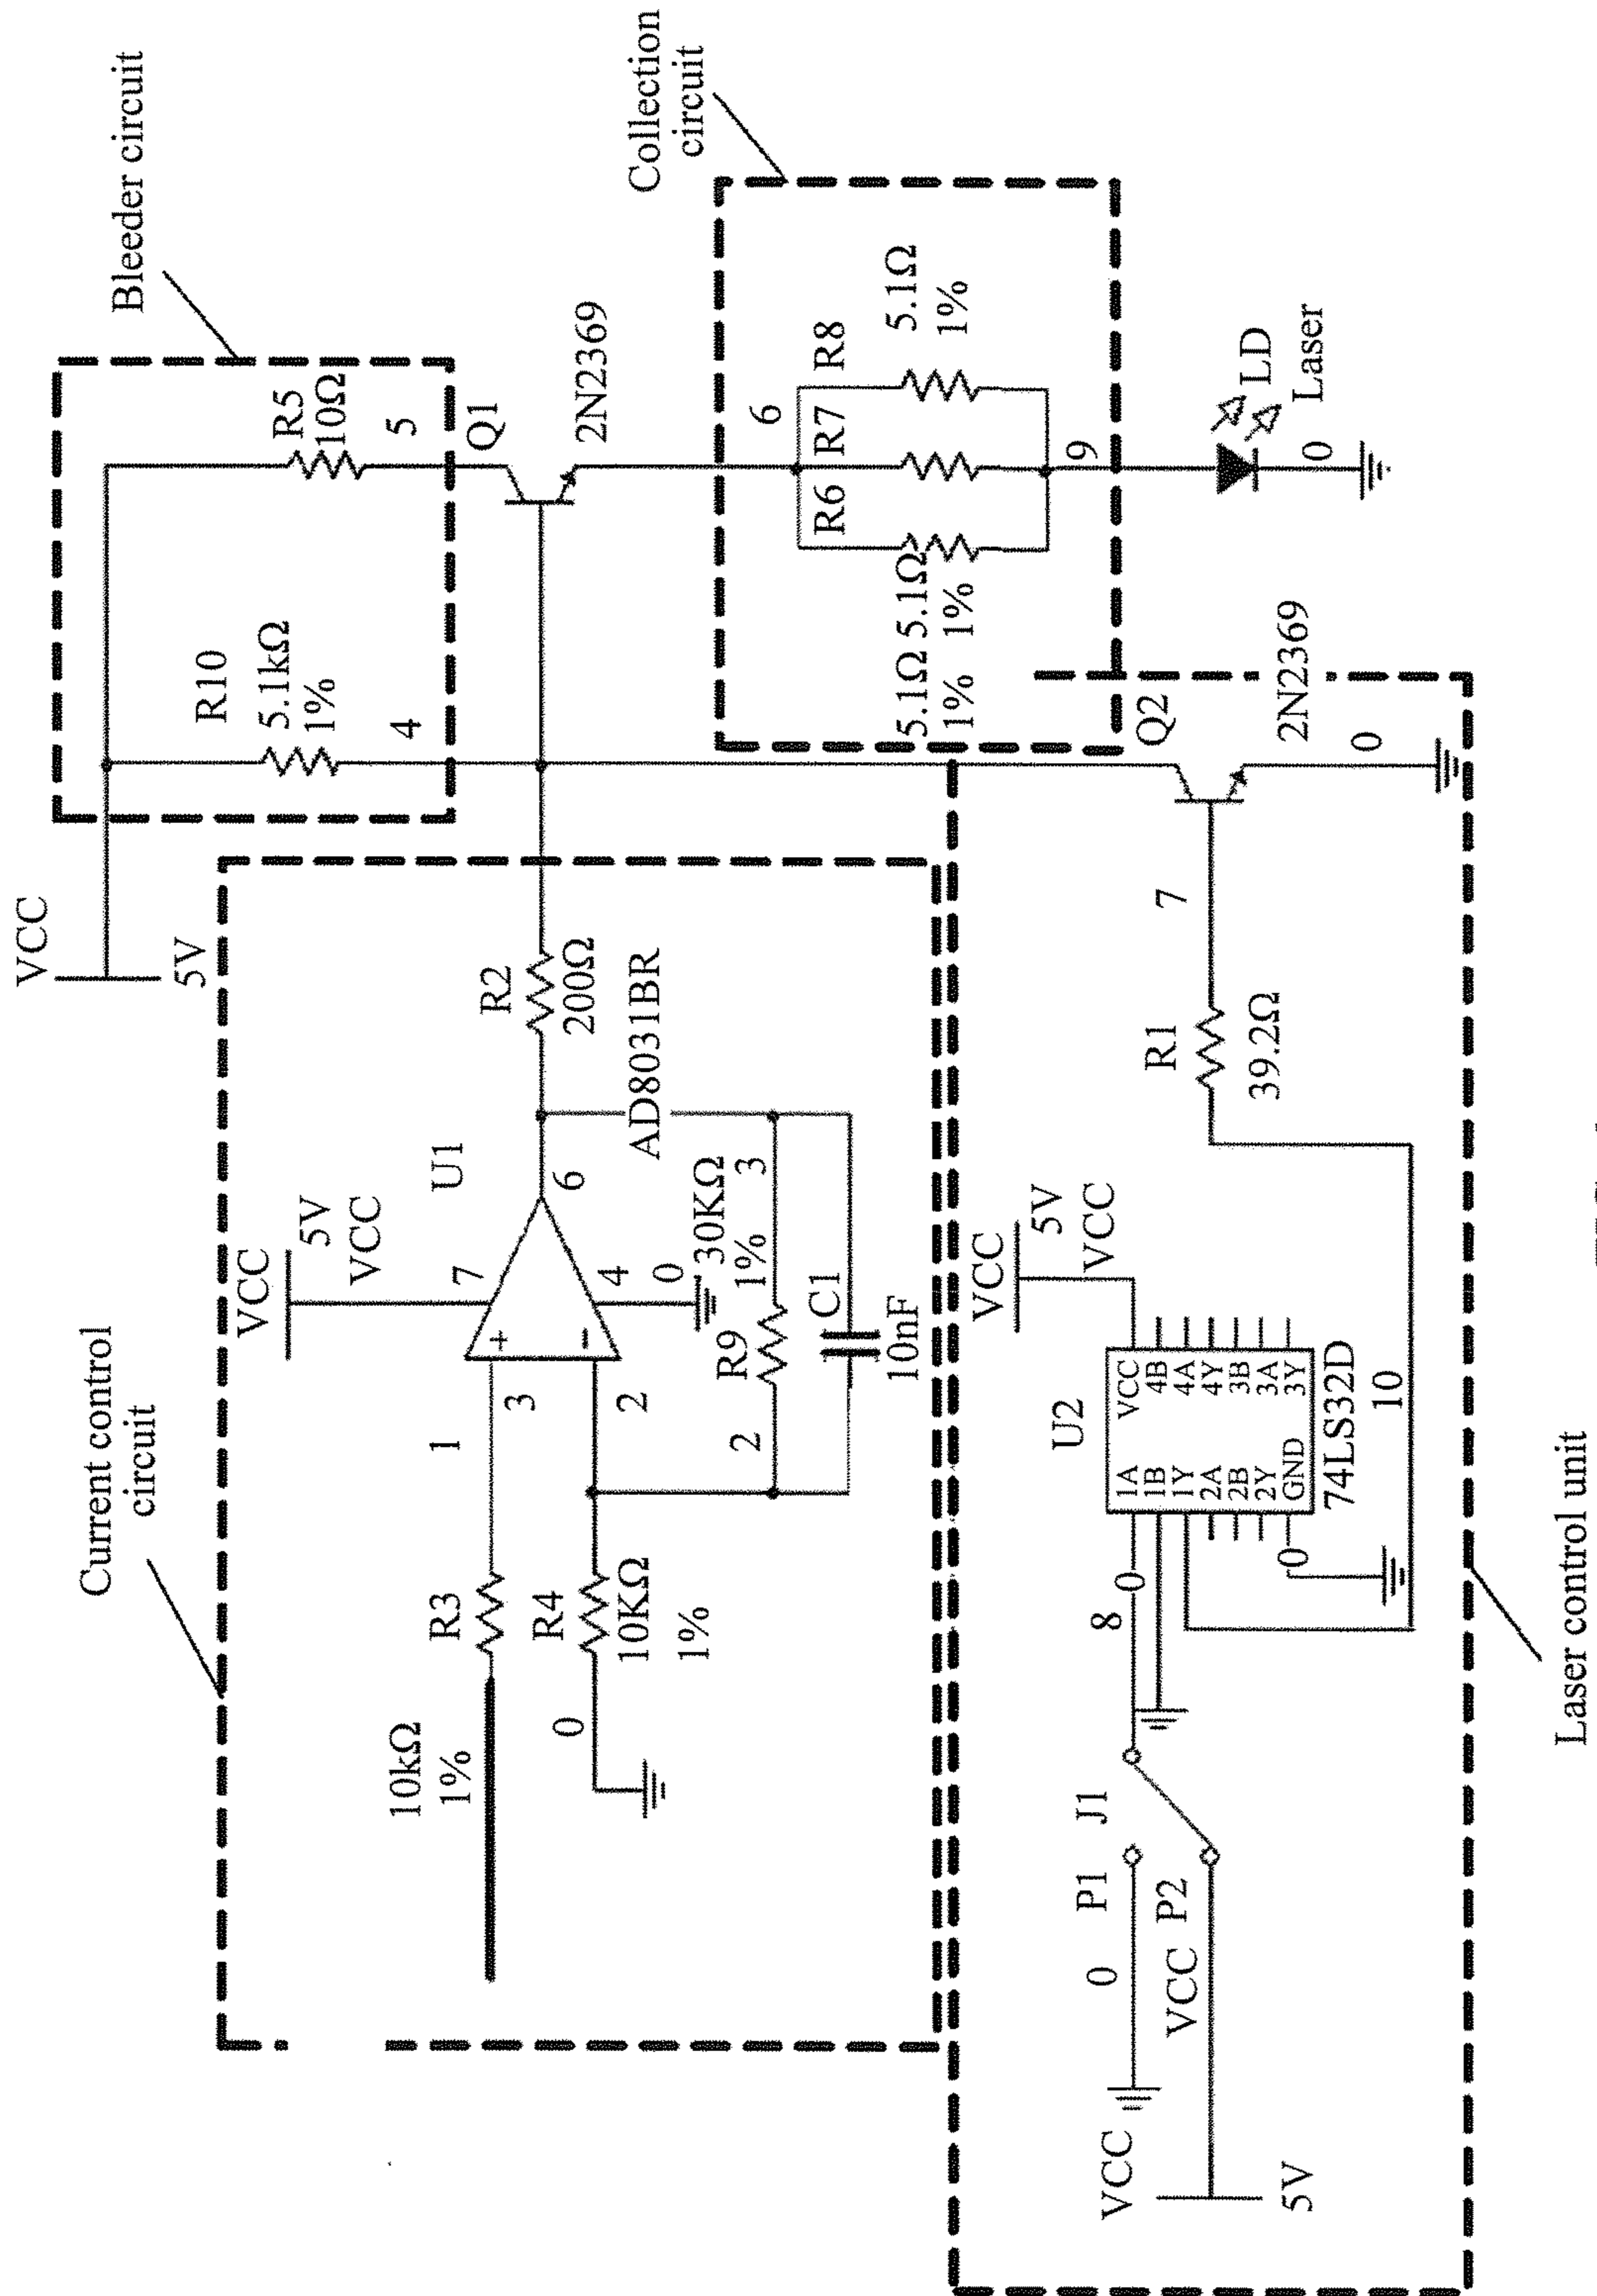 Bleeder circuit
Collection
circuit
Current control
circuit
VCC
5V
R10
5.1kΩ
1%
4
R5
10Ω
5
Q1
2N2369
6
R6
R7
R8
5.1Ω
1%
5.1Ω
1%
5.1Ω
1%
9
LD
Laser
0
VCC
5V
VCC
U1
7
+
-
3
2
4
0
6
AD8031BR
R2
200Ω
1
R3
10kΩ
1%
R4
10KΩ
1%
0
2
R9
30KΩ
1%
3
C1
10nF
Q2
2N2369
0
7
R1
39.2Ω
VCC
5V
VCC
U2
1A
1B
1Y
2A
2B
2Y
GND
VCC
4B
4A
4Y
3B
3A
3Y
74LS32D
10
8
0
0
J1
P1
0
P2
VCC
VCC
5V
Laser control unit